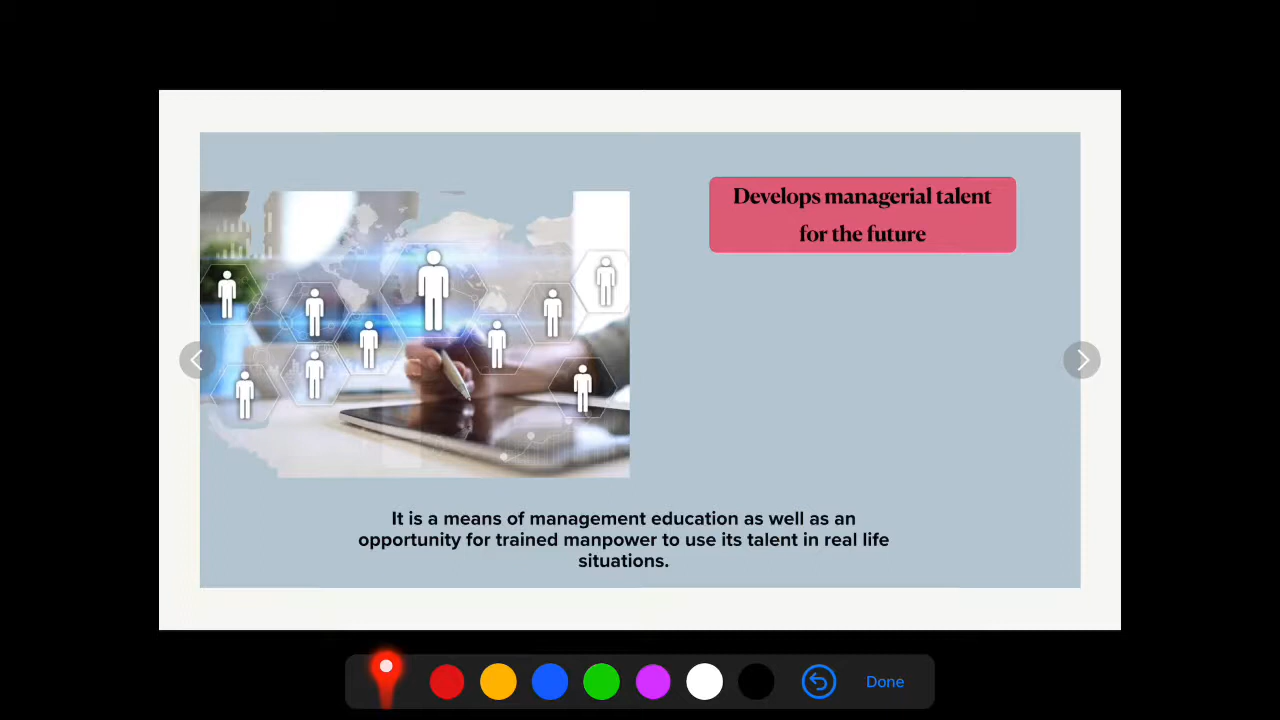 Develops managerial talent
for the future
It is a means of management education as well as an
opportunity for trained manpower to use its talent in real life
situations.
Done